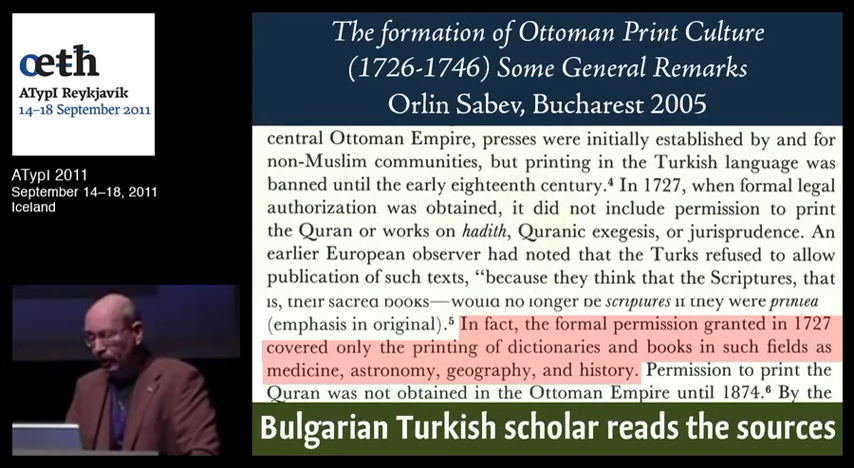 œth
ATypI Reykjavík
14–18 September 2011
ATypI 2011
September 14–18, 2011
Iceland
The formation of Ottoman Print Culture
(1726-1746) Some General Remarks
Orlin Sabev, Bucharest 2005
central Ottoman Empire, presses were initially established by and for
non-Muslim communities, but printing in the Turkish language was
banned until the early eighteenth century.⁴ In 1727, when formal legal
authorization was obtained, it did not include permission to print
the Quran or works on hadith, Quranic exegesis, or jurisprudence. An
earlier European observer had noted that the Turks refused to allow
publication of such texts, “because they think that the Scriptures, that
is, their sacred books—would no longer be scriptures if they were printed
(emphasis in original).⁵ In fact, the formal permission granted in 1727
covered only the printing of dictionaries and books in such fields as
medicine, astronomy, geography, and history. Permission to print the
Quran was not obtained in the Ottoman Empire until 1874.⁶ By the
Bulgarian Turkish scholar reads the sources